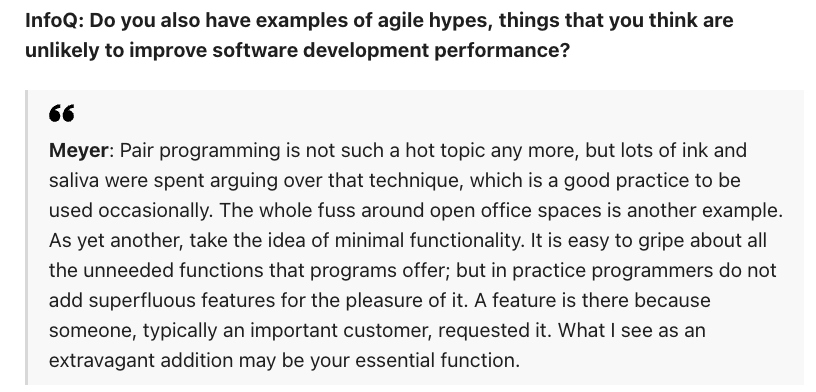 InfoQ: Do you also have examples of agile hypes, things that you think are
unlikely to improve software development performance?
“
Meyer: Pair programming is not such a hot topic any more, but lots of ink and
saliva were spent arguing over that technique, which is a good practice to be
used occasionally. The whole fuss around open office spaces is another example.
As yet another, take the idea of minimal functionality. It is easy to gripe about all
the unneeded functions that programs offer; but in practice programmers do not
add superfluous features for the pleasure of it. A feature is there because
someone, typically an important customer, requested it. What I see as an
extravagant addition may be your essential function.